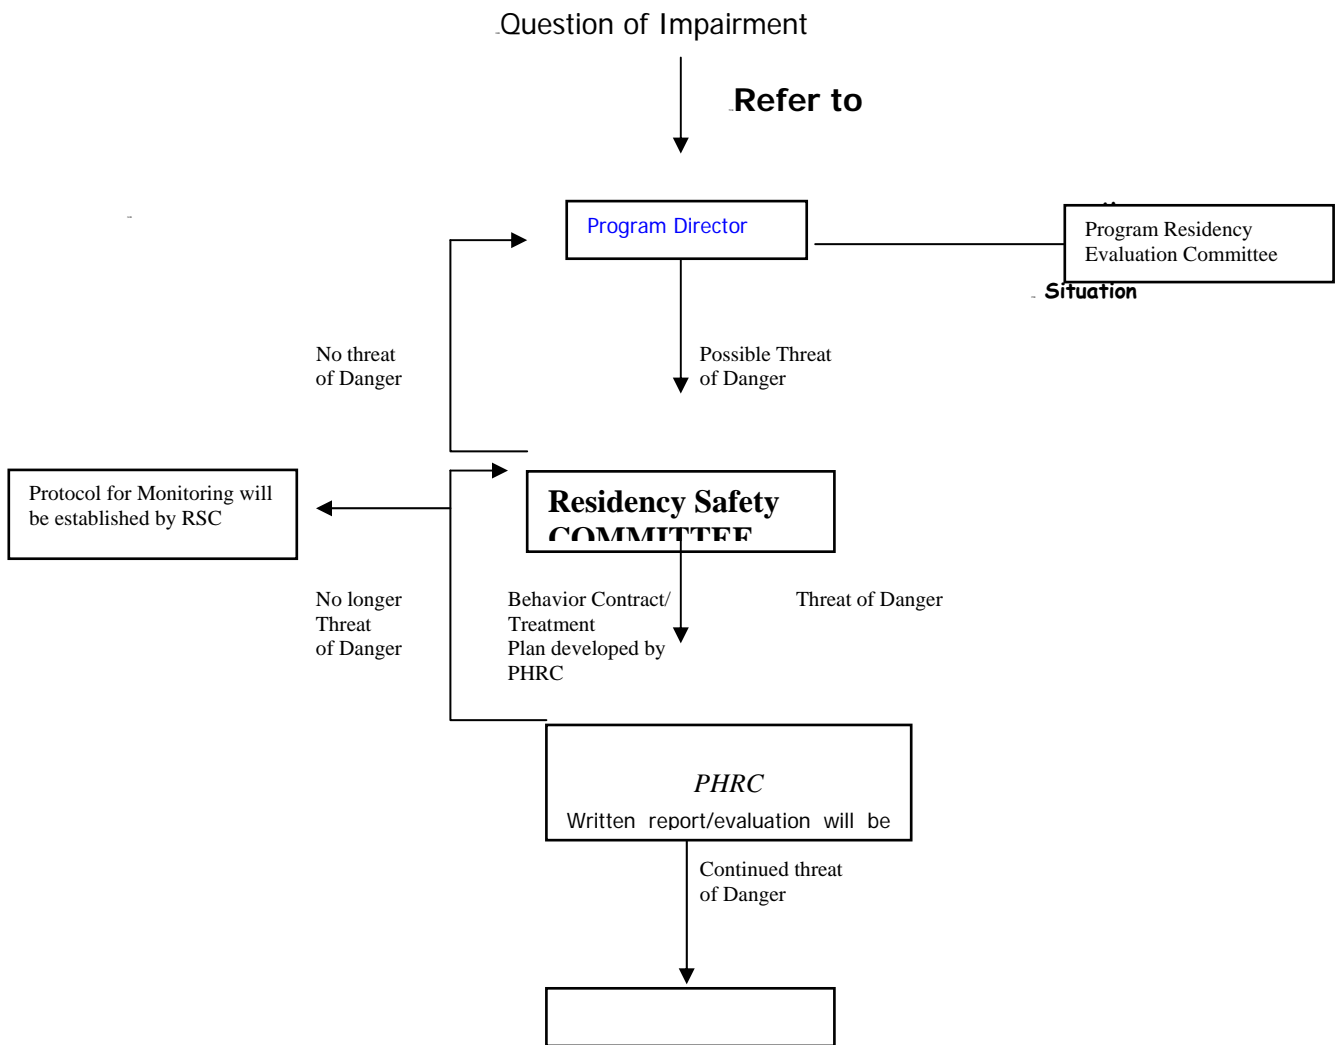 Question of Impairment
Refer to
Program Director
Program Residency
Evaluation Committee
Situation
No threat
of Danger
Possible Threat
of Danger
Protocol for Monitoring will
be established by RSC
Residency Safety
COMMITTEE
No longer
Threat
of Danger
Behavior Contract/
Treatment
Plan developed by
PHRC
Threat of Danger
PHRC
Written report/evaluation will be
Continued threat
of Danger